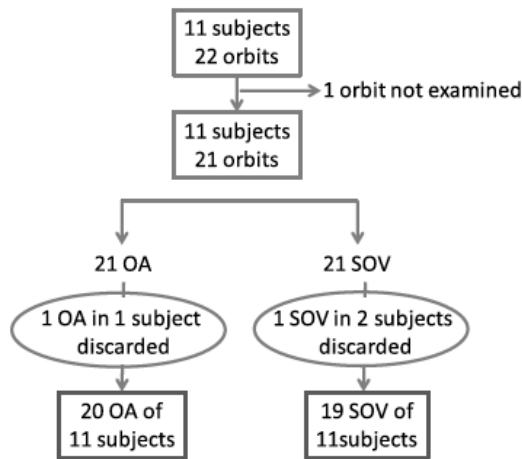 11 subjects
22 orbits
1 orbit not examined
11 subjects
21 orbits
21 OA
21 SOV
1 OA in 1 subject
discarded
1 SOV in 2 subjects
discarded
20 OA of
11 subjects
19 SOV of
11subjects